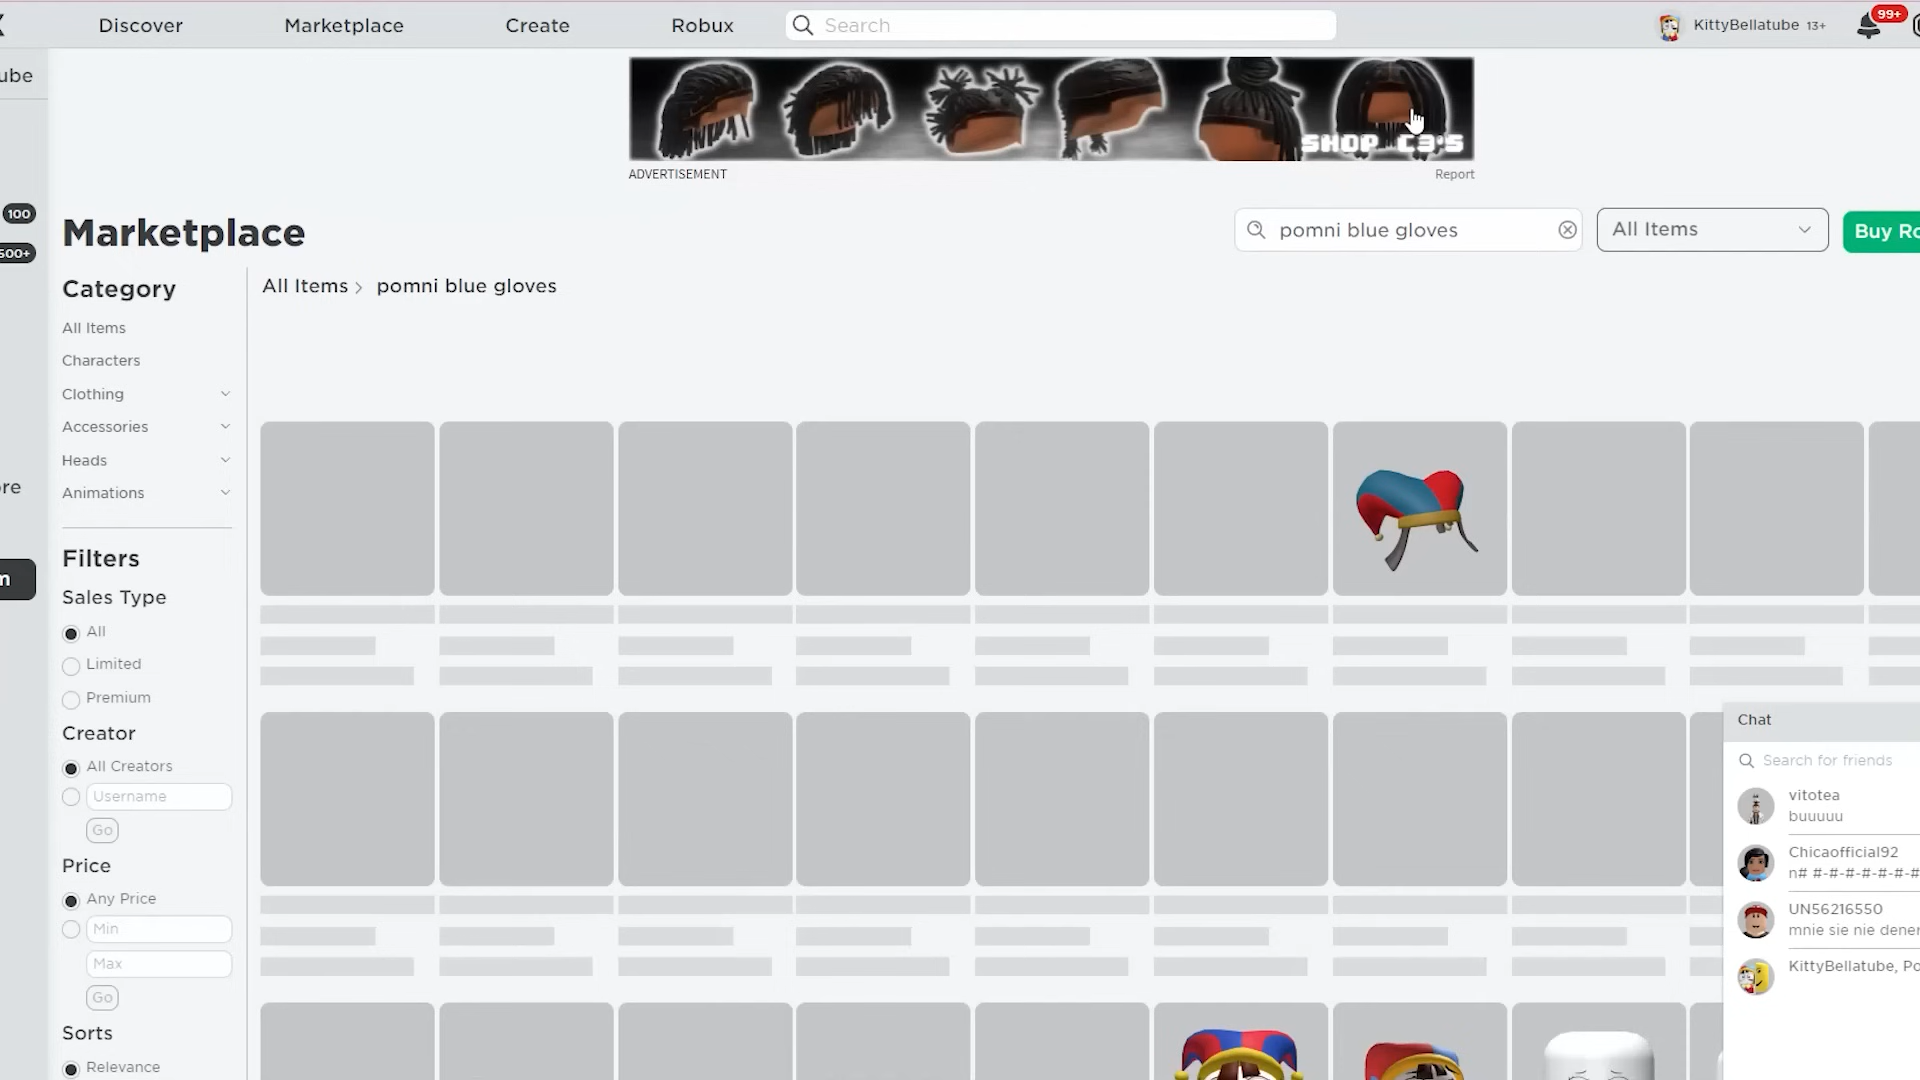 Discover
Marketplace
Create
Robux
Search
KittyBellatube 13+
99+
ube
SHOP C3'S
ADVERTISEMENT
Report
100
500+
Marketplace
pomni blue gloves
All Items
Buy Ro
Category
All Items > pomni blue gloves
All Items
Characters
Clothing
Accessories
Heads
Animations
ore
Filters
Sales Type
All
Limited
Premium
Creator
All Creators
Username
Go
Price
Any Price
Min
Max
Go
Sorts
Relevance
Chat
Search for friends
vitotea
buuuuu
Chicaofficial92
n# #-#-#-#-#-#
UN56216550
mnie sie nie dener
KittyBellatube, Po